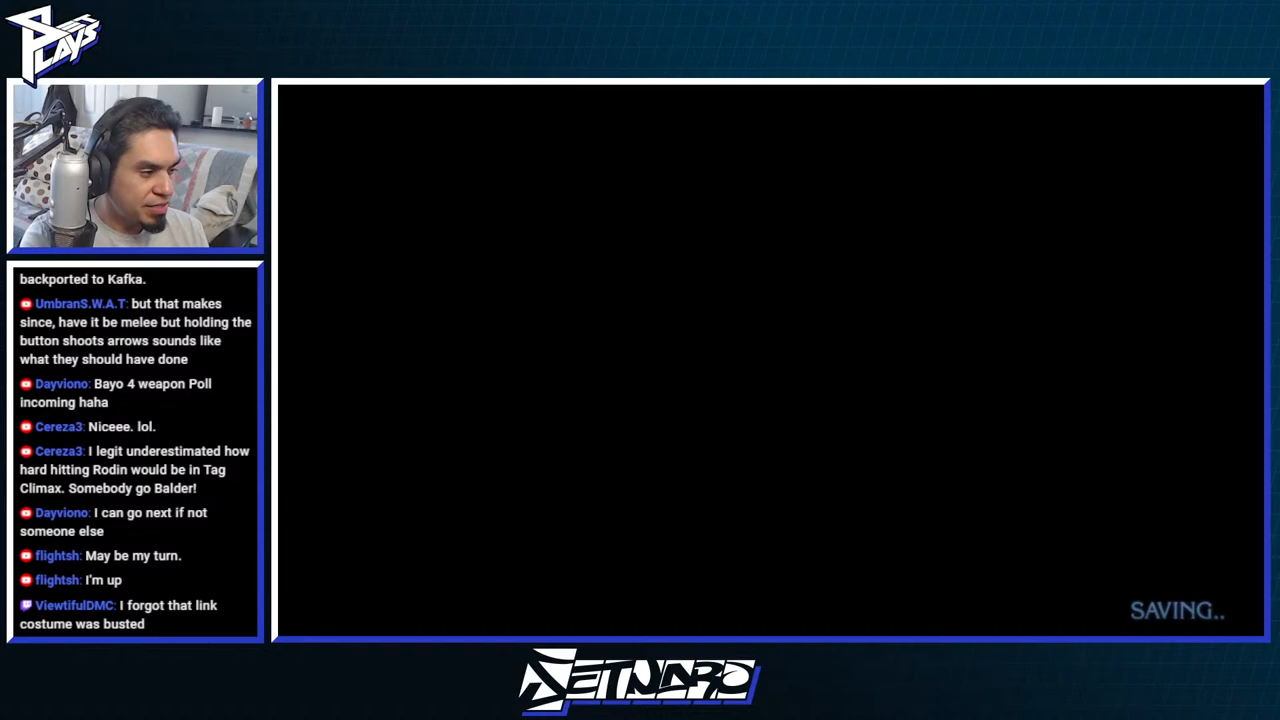 SET
PLAYS
backported to Kafka.
UmbranS.W.A.T: but that makes
since, have it be melee but holding the
button shoots arrows sounds like
what they should have done
Dayviono: Bayo 4 weapon Poll
incoming haha
Cereza3: Niceee. lol.
Cereza3: I legit underestimated how
hard hitting Rodin would be in Tag
Climax. Somebody go Balder!
Dayviono: I can go next if not
someone else
flightsh: May be my turn.
flightsh: I'm up
ViewtifulDMC: I forgot that link
costume was busted
SAVING..
SETNARO